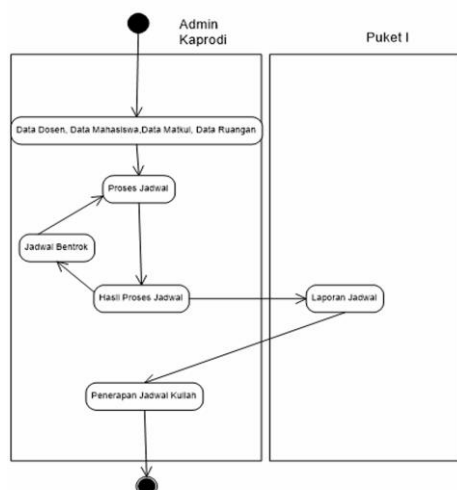 Admin
Kaprodi
Puket I
Data Dosen, Data Mahasiswa,Data Matkul, Data Ruangan
Proses Jadwal
Jadwal Bentrok
Hasil Proses Jadwal
Laporan Jadwal
Penerapan Jadwal Kuliah